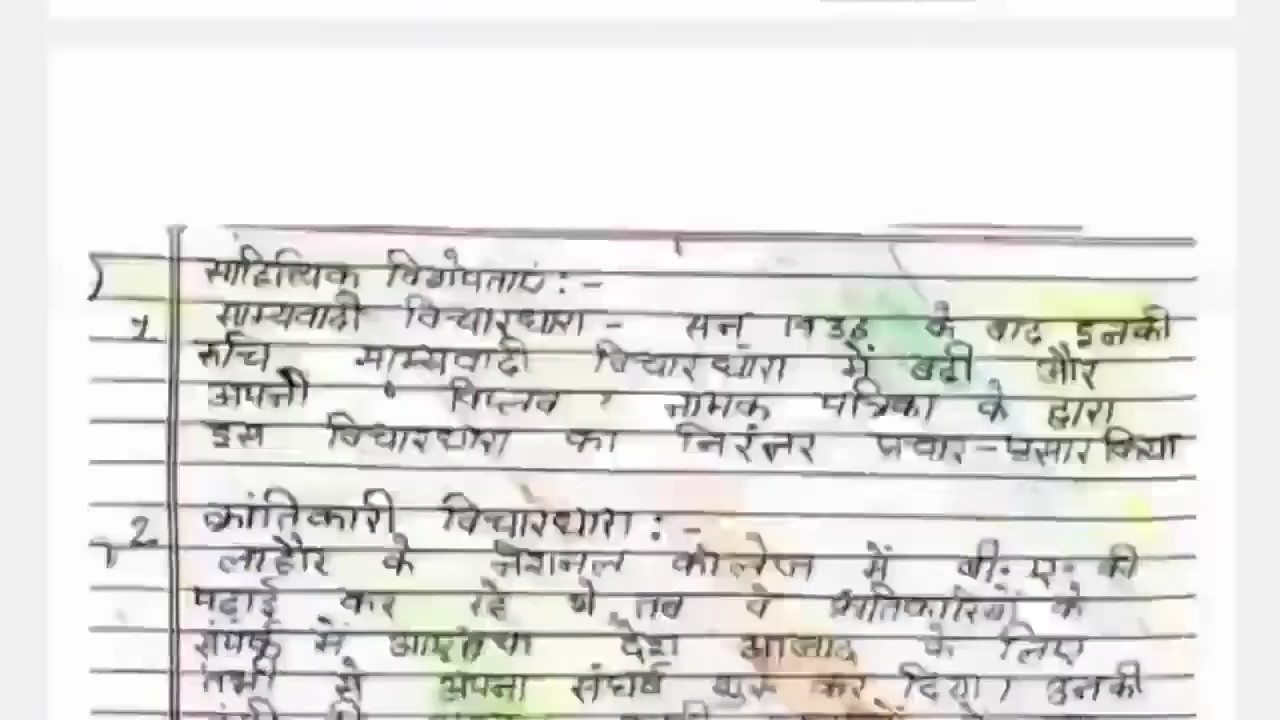 साहित्यिक विशेषताएं:-
1. साम्यवादी विचारधारा - सन् 1938 के बाद इनकी
रुचि साम्यवादी विचारधारा में बढ़ी और
अपनी ' विप्लव ' नामक पत्रिका के द्वारा
इस विचारधारा का निरंतर प्रचार-प्रसार किया
2. क्रांतिकारी विचारधारा:-
लाहौर के नेशनल कॉलेज में बी.ए. की
पढ़ाई कर रहे थे, तब वे क्रांतिकारियों के
संपर्क में आए तथा देश आजाद के लिए
तभी से अपना संघर्ष शुरू कर दिया। उनकी